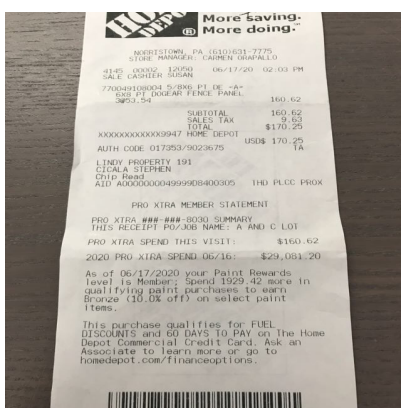 HO
DEPO
®
More saving.
More doing.™
NORRISTOWN, PA (610)631-7775
STORE MANAGER: CARMEN ORAPALLO
4145 00002 12050 06/17/20 02:03 PM
SALE CASHIER SUSAN
770049108004 5/8X6 PT DE <A>
6X8 PT DOGEAR FENCE PANEL
3@53.54 160.62
SUBTOTAL 160.62
SALES TAX 9.63
TOTAL $170.25
XXXXXXXXXXXX9947 HOME DEPOT
USD$ 170.25
AUTH CODE 017353/9023675 TA
LINDY PROPERTY 191
CICALA STEPHEN
Chip Read
AID A0000000049999D8400305 THD PLCC PROX
PRO XTRA MEMBER STATEMENT
PRO XTRA ###-###-8030 SUMMARY
THIS RECEIPT PO/JOB NAME: A AND C LOT
PRO XTRA SPEND THIS VISIT: $160.62
2020 PRO XTRA SPEND 06/16: $29,081.20
As of 06/17/2020 your Paint Rewards
level is Member; Spend 1929.42 more in
qualifying paint purchases to earn
Bronze (10.0% off) on select paint
items.
This purchase qualifies for FUEL
DISCOUNTS and 60 DAYS TO PAY on The Home
Depot Commercial Credit Card. Ask an
Associate to learn more or go to
homedepot.com/financeoptions.